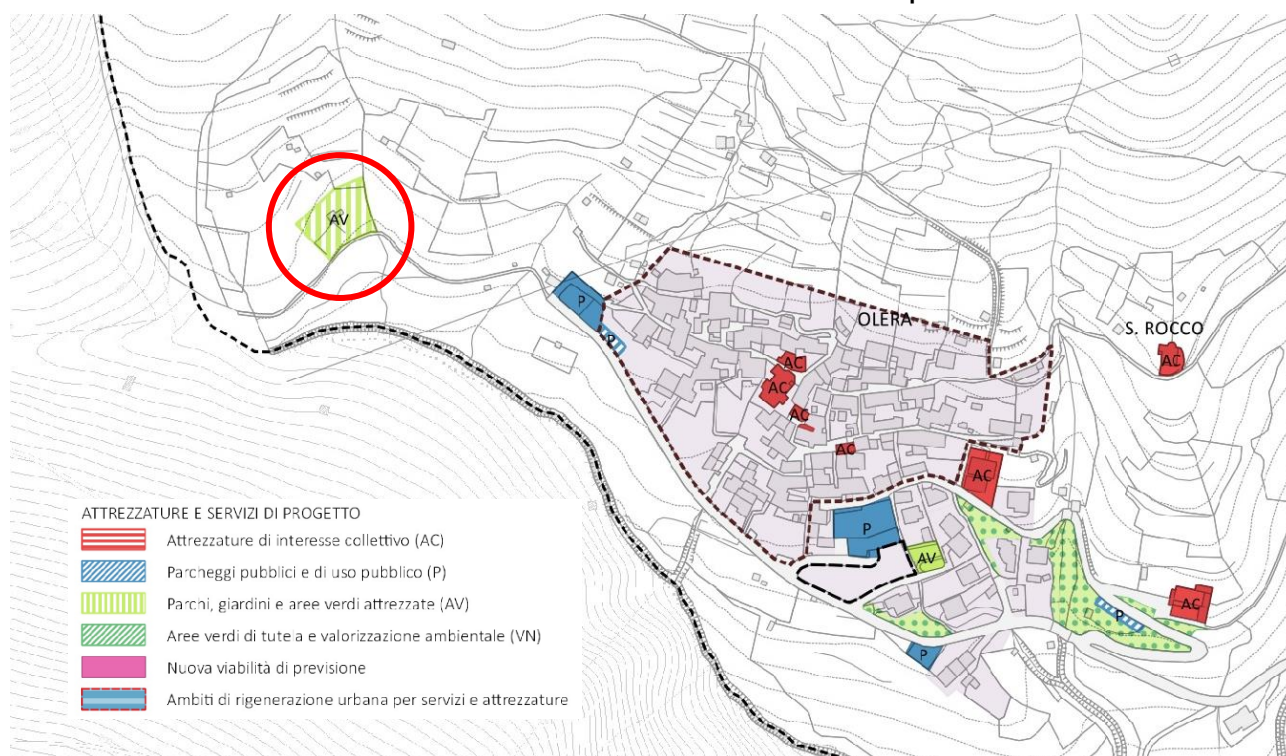 AV
P
P
OLERA
S. ROCCO
AC
AC
AC
AC
AC
AC
P
AV
P
AC
P
ATTREZZATURE E SERVIZI DI PROGETTO
Attrezzature di interesse collettivo (AC)
Parcheggi pubblici e di uso pubblico (P)
Parchi, giardini e aree verdi attrezzate (AV)
Aree verdi di tutela e valorizzazione ambientale (VN)
Nuova viabilità di previsione
Ambiti di rigenerazione urbana per servizi e attrezzature